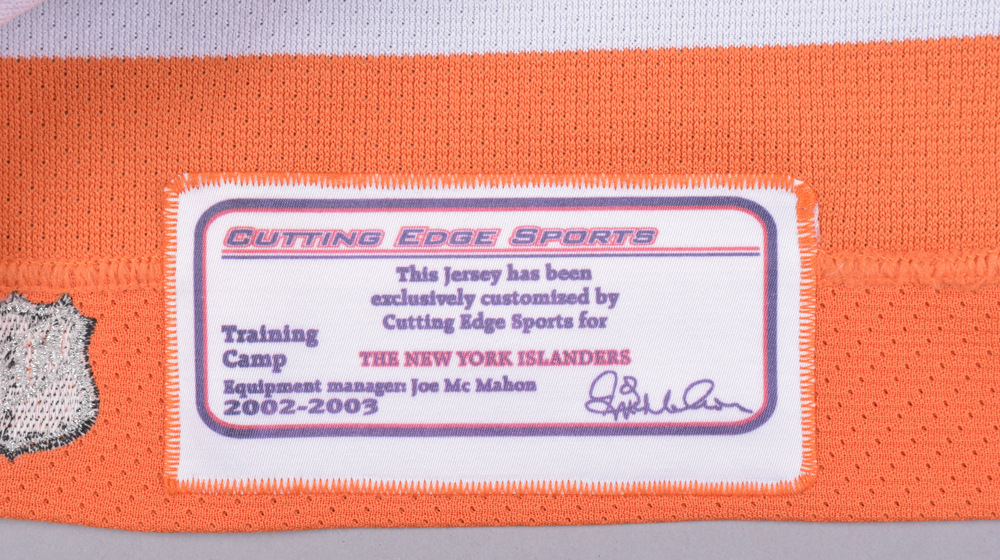 CUTTING EDGE SPORTS
This Jersey has been
exclusively customized by
Cutting Edge Sports for
Training
Camp
THE NEW YORK ISLANDERS
Equipment manager: Joe Mc Mahon
2002-2003